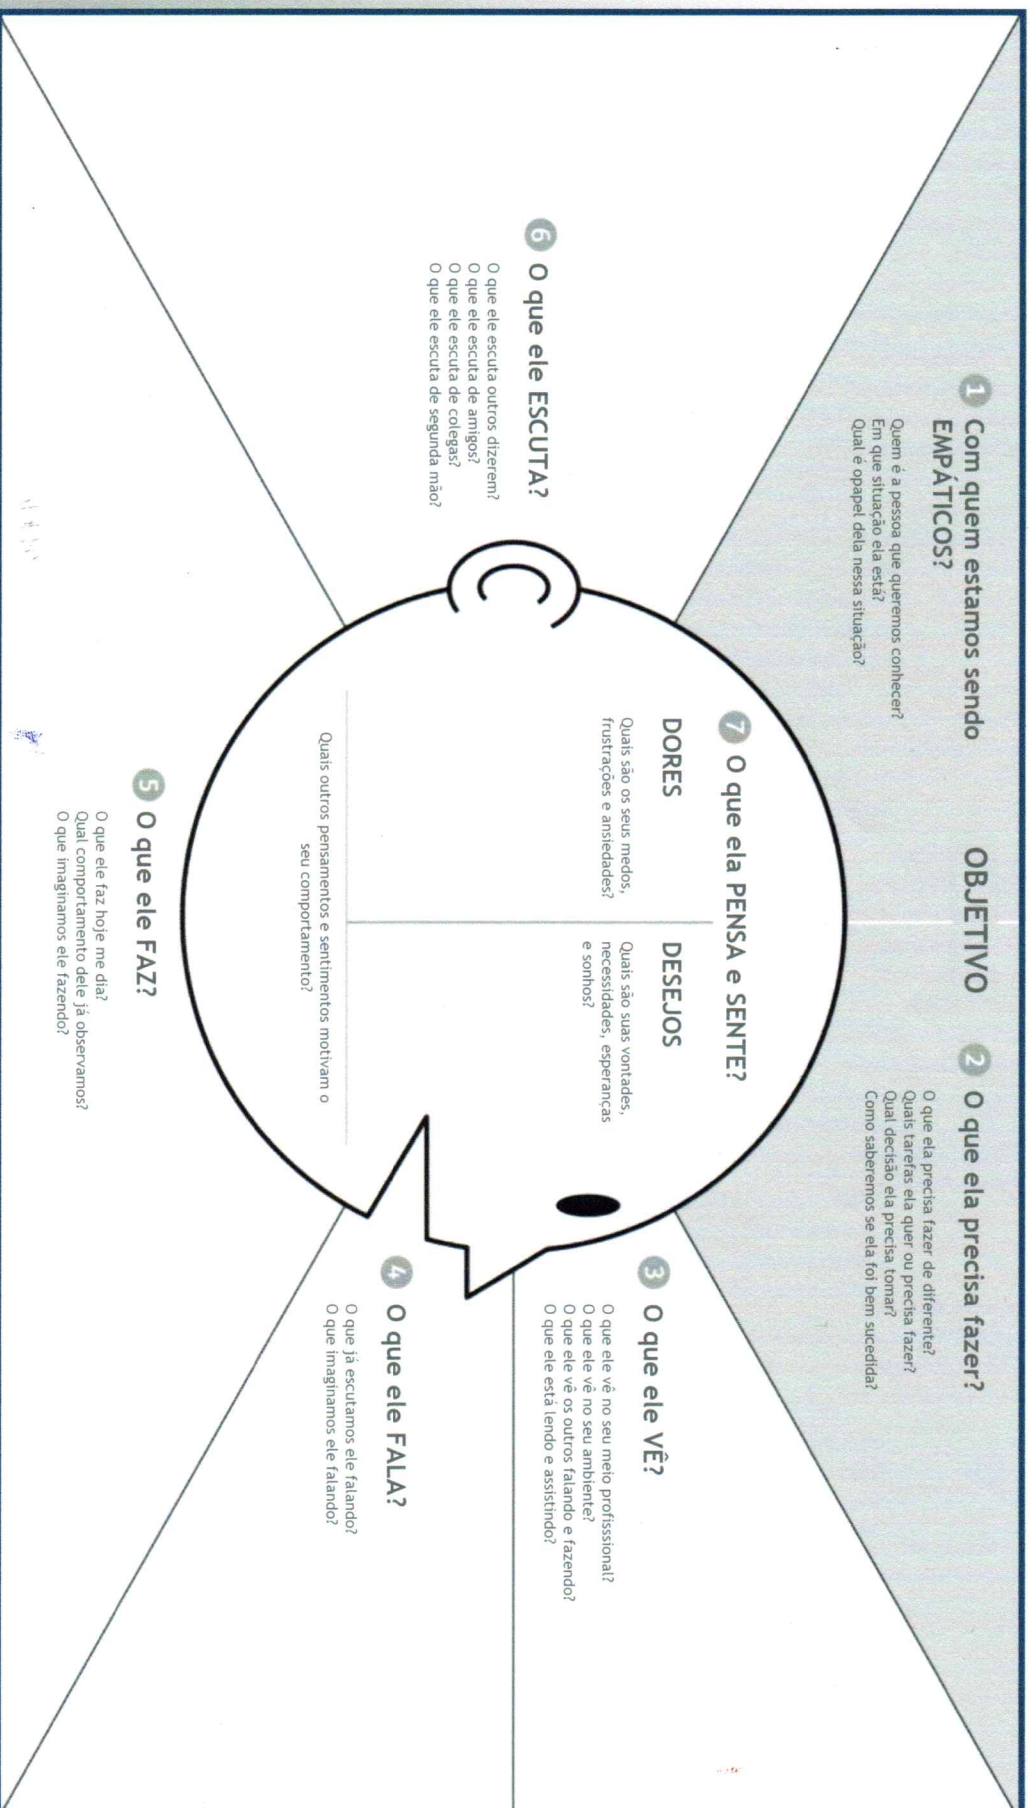 OBJETIVO
1 Com quem estamos sendo
EMPÁTICOS?
Quem é a pessoa que queremos conhecer?
Em que situação ela está?
Qual é opapel dela nessa situação?
2 O que ela precisa fazer?
O que ela precisa fazer de diferente?
Quais tarefas ela quer ou precisa fazer?
Qual decisão ela precisa tomar?
Como saberemos se ela foi bem sucedida?
3 O que ele VÊ?
O que ele vê no seu meio profisssional?
O que ele vê no seu ambiente?
O que ele vê os outros falando e fazendo?
O que ele está lendo e assistindo?
4 O que ele FALA?
O que já escutamos ele falando?
O que imaginamos ele falando?
5 O que ele FAZ?
O que ele faz hoje me dia?
Qual comportamento dele já observamos?
O que imaginamos ele fazendo?
6 O que ele ESCUTA?
O que ele escuta outros dizerem?
O que ele escuta de amigos?
O que ele escuta de colegas?
O que ele escuta de segunda mão?
7 O que ela PENSA e SENTE?
DORES
Quais são os seus medos,
frustrações e ansiedades?
DESEJOS
Quais são suas vontades,
necessidades, esperanças
e sonhos?
Quais outros pensamentos e sentimentos motivam o
seu comportamento?